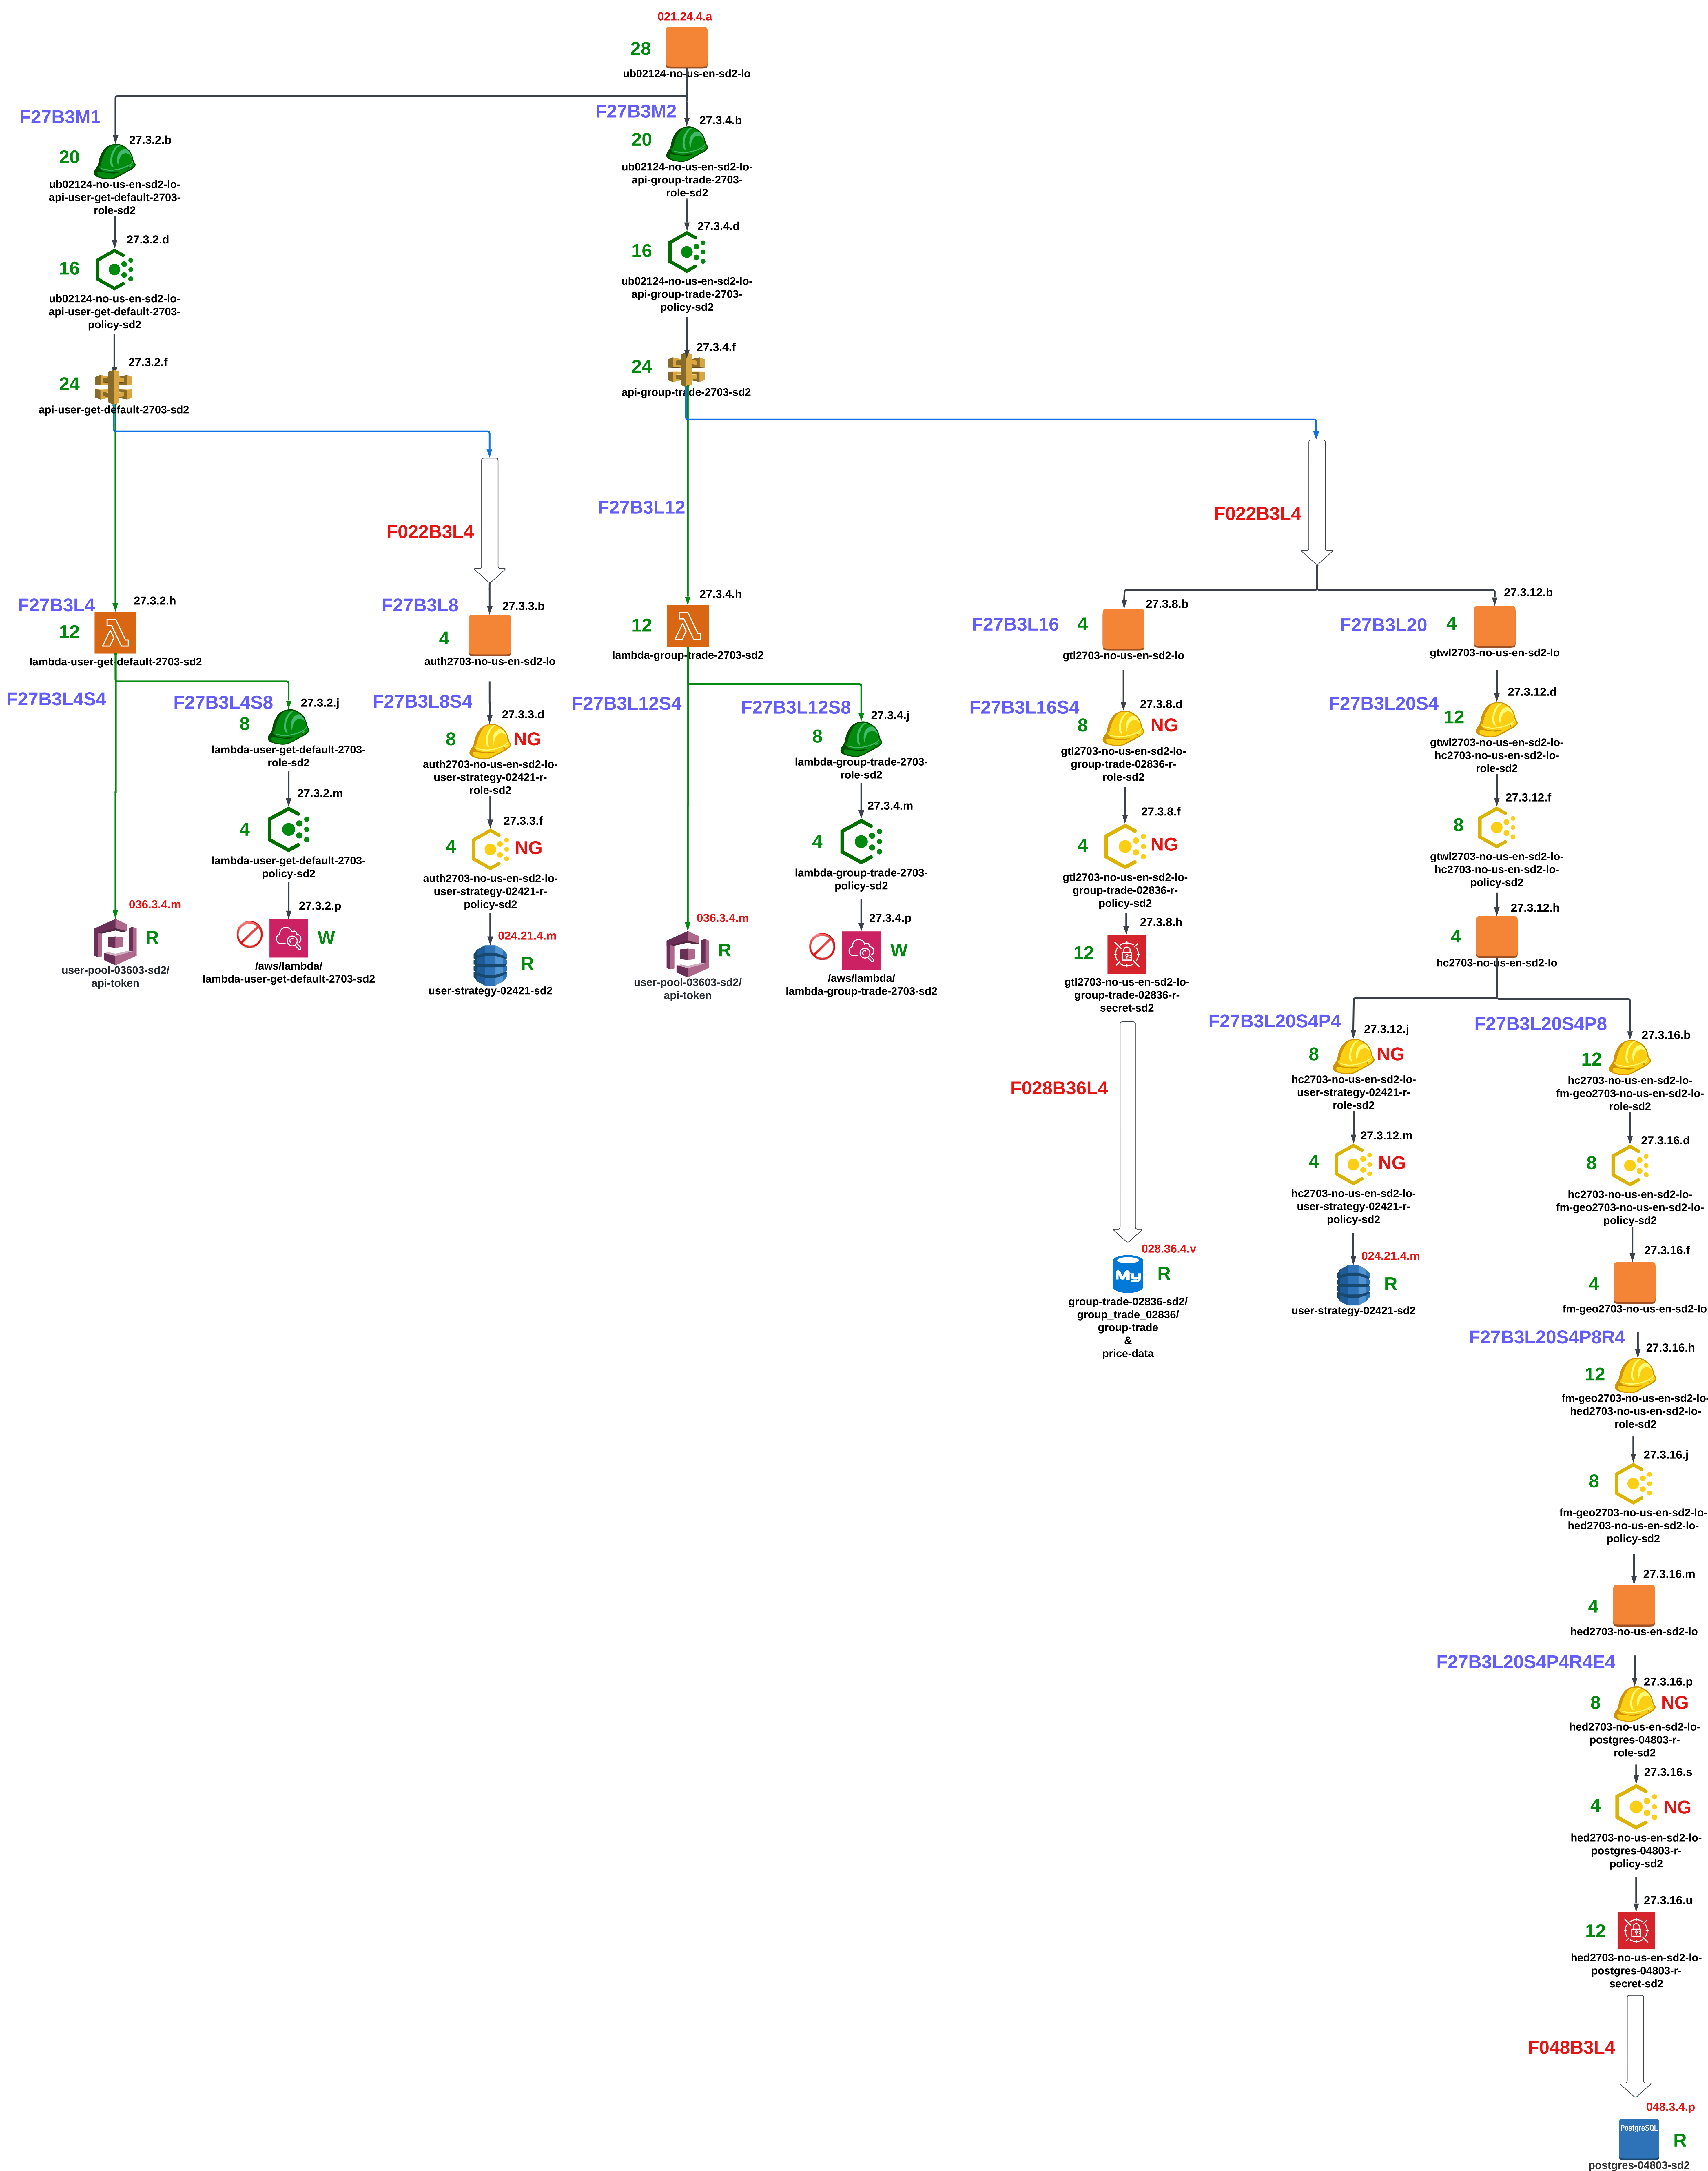 021.24.4.a
28
ub02124-no-us-en-sd2-lo
F27B3M1
27.3.2.b
20
ub02124-no-us-en-sd2-lo-
api-user-get-default-2703-
role-sd2
27.3.2.d
16
ub02124-no-us-en-sd2-lo-
api-user-get-default-2703-
policy-sd2
27.3.2.f
24
api-user-get-default-2703-sd2
F27B3M2
27.3.4.b
20
ub02124-no-us-en-sd2-lo-
api-group-trade-2703-
role-sd2
27.3.4.d
16
ub02124-no-us-en-sd2-lo-
api-group-trade-2703-
policy-sd2
27.3.4.f
24
api-group-trade-2703-sd2
F27B3L4
27.3.2.h
12
lambda-user-get-default-2703-sd2
F27B3L4S4
036.3.4.m
R
user-pool-03603-sd2/
api-token
F27B3L4S8
27.3.2.j
8
lambda-user-get-default-2703-
role-sd2
27.3.2.m
4
lambda-user-get-default-2703-
policy-sd2
27.3.2.p
W
/aws/lambda/
lambda-user-get-default-2703-sd2
F022B3L4
F27B3L8
27.3.3.b
4
auth2703-no-us-en-sd2-lo
F27B3L8S4
27.3.3.d
8
NG
auth2703-no-us-en-sd2-lo-
user-strategy-02421-r-
role-sd2
27.3.3.f
4
NG
auth2703-no-us-en-sd2-lo-
user-strategy-02421-r-
policy-sd2
024.21.4.m
R
user-strategy-02421-sd2
F27B3L12
27.3.4.h
12
lambda-group-trade-2703-sd2
F27B3L12S4
036.3.4.m
R
user-pool-03603-sd2/
api-token
F27B3L12S8
27.3.4.j
8
lambda-group-trade-2703-
role-sd2
27.3.4.m
4
lambda-group-trade-2703-
policy-sd2
27.3.4.p
W
/aws/lambda/
lambda-group-trade-2703-sd2
F022B3L4
F27B3L16
27.3.8.b
4
gtl2703-no-us-en-sd2-lo
F27B3L16S4
27.3.8.d
8
NG
gtl2703-no-us-en-sd2-lo-
group-trade-02836-r-
role-sd2
27.3.8.f
4
NG
gtl2703-no-us-en-sd2-lo-
group-trade-02836-r-
policy-sd2
27.3.8.h
12
gtl2703-no-us-en-sd2-lo-
group-trade-02836-r-
secret-sd2
F028B36L4
028.36.4.v
My
R
group-trade-02836-sd2/
group_trade_02836/
group-trade
&
price-data
F27B3L20
27.3.12.b
4
gtwl2703-no-us-en-sd2-lo
F27B3L20S4
27.3.12.d
12
gtwl2703-no-us-en-sd2-lo-
hc2703-no-us-en-sd2-lo-
role-sd2
27.3.12.f
8
gtwl2703-no-us-en-sd2-lo-
hc2703-no-us-en-sd2-lo-
policy-sd2
27.3.12.h
4
hc2703-no-us-en-sd2-lo
F27B3L20S4P4
27.3.12.j
8
NG
hc2703-no-us-en-sd2-lo-
user-strategy-02421-r-
role-sd2
27.3.12.m
4
NG
hc2703-no-us-en-sd2-lo-
user-strategy-02421-r-
policy-sd2
024.21.4.m
R
user-strategy-02421-sd2
F27B3L20S4P8
27.3.16.b
12
hc2703-no-us-en-sd2-lo-
fm-geo2703-no-us-en-sd2-lo-
role-sd2
27.3.16.d
8
hc2703-no-us-en-sd2-lo-
fm-geo2703-no-us-en-sd2-lo-
policy-sd2
27.3.16.f
4
fm-geo2703-no-us-en-sd2-lo
F27B3L20S4P8R4
27.3.16.h
12
fm-geo2703-no-us-en-sd2-lo-
hed2703-no-us-en-sd2-lo-
role-sd2
27.3.16.j
8
fm-geo2703-no-us-en-sd2-lo-
hed2703-no-us-en-sd2-lo-
policy-sd2
27.3.16.m
4
hed2703-no-us-en-sd2-lo
F27B3L20S4P4R4E4
27.3.16.p
8
NG
hed2703-no-us-en-sd2-lo-
postgres-04803-r-
role-sd2
27.3.16.s
4
NG
hed2703-no-us-en-sd2-lo-
postgres-04803-r-
policy-sd2
27.3.16.u
12
hed2703-no-us-en-sd2-lo-
postgres-04803-r-
secret-sd2
F048B3L4
048.3.4.p
PostgreSQL
R
postgres-04803-sd2